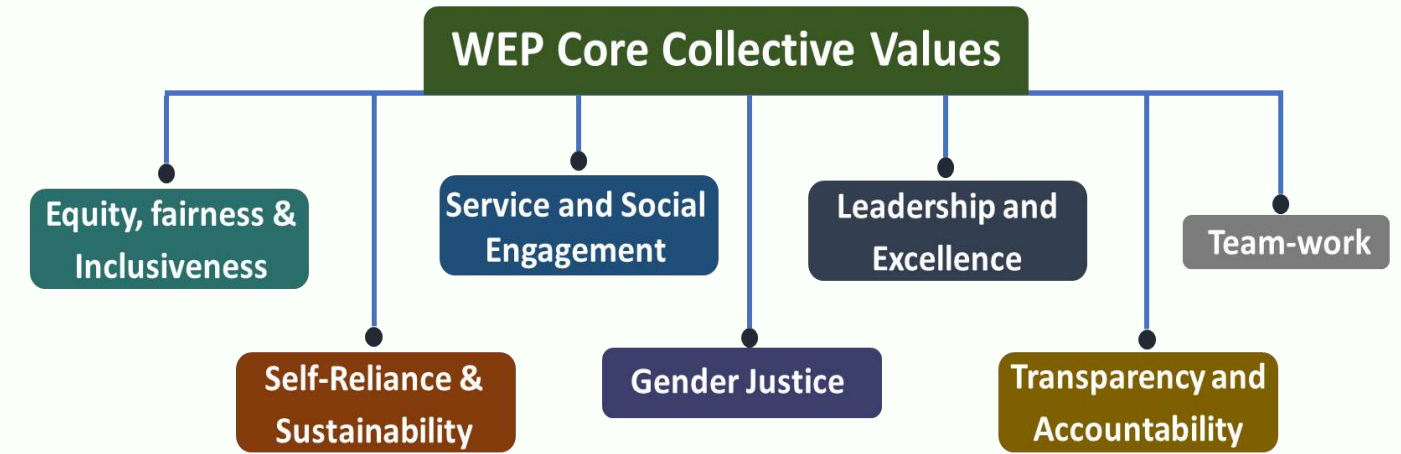 WEP Core Collective Values
Equity, fairness &
Inclusiveness
Self-Reliance &
Sustainability
Service and Social
Engagement
Gender Justice
Leadership and
Excellence
Transparency and
Accountability
Team-work